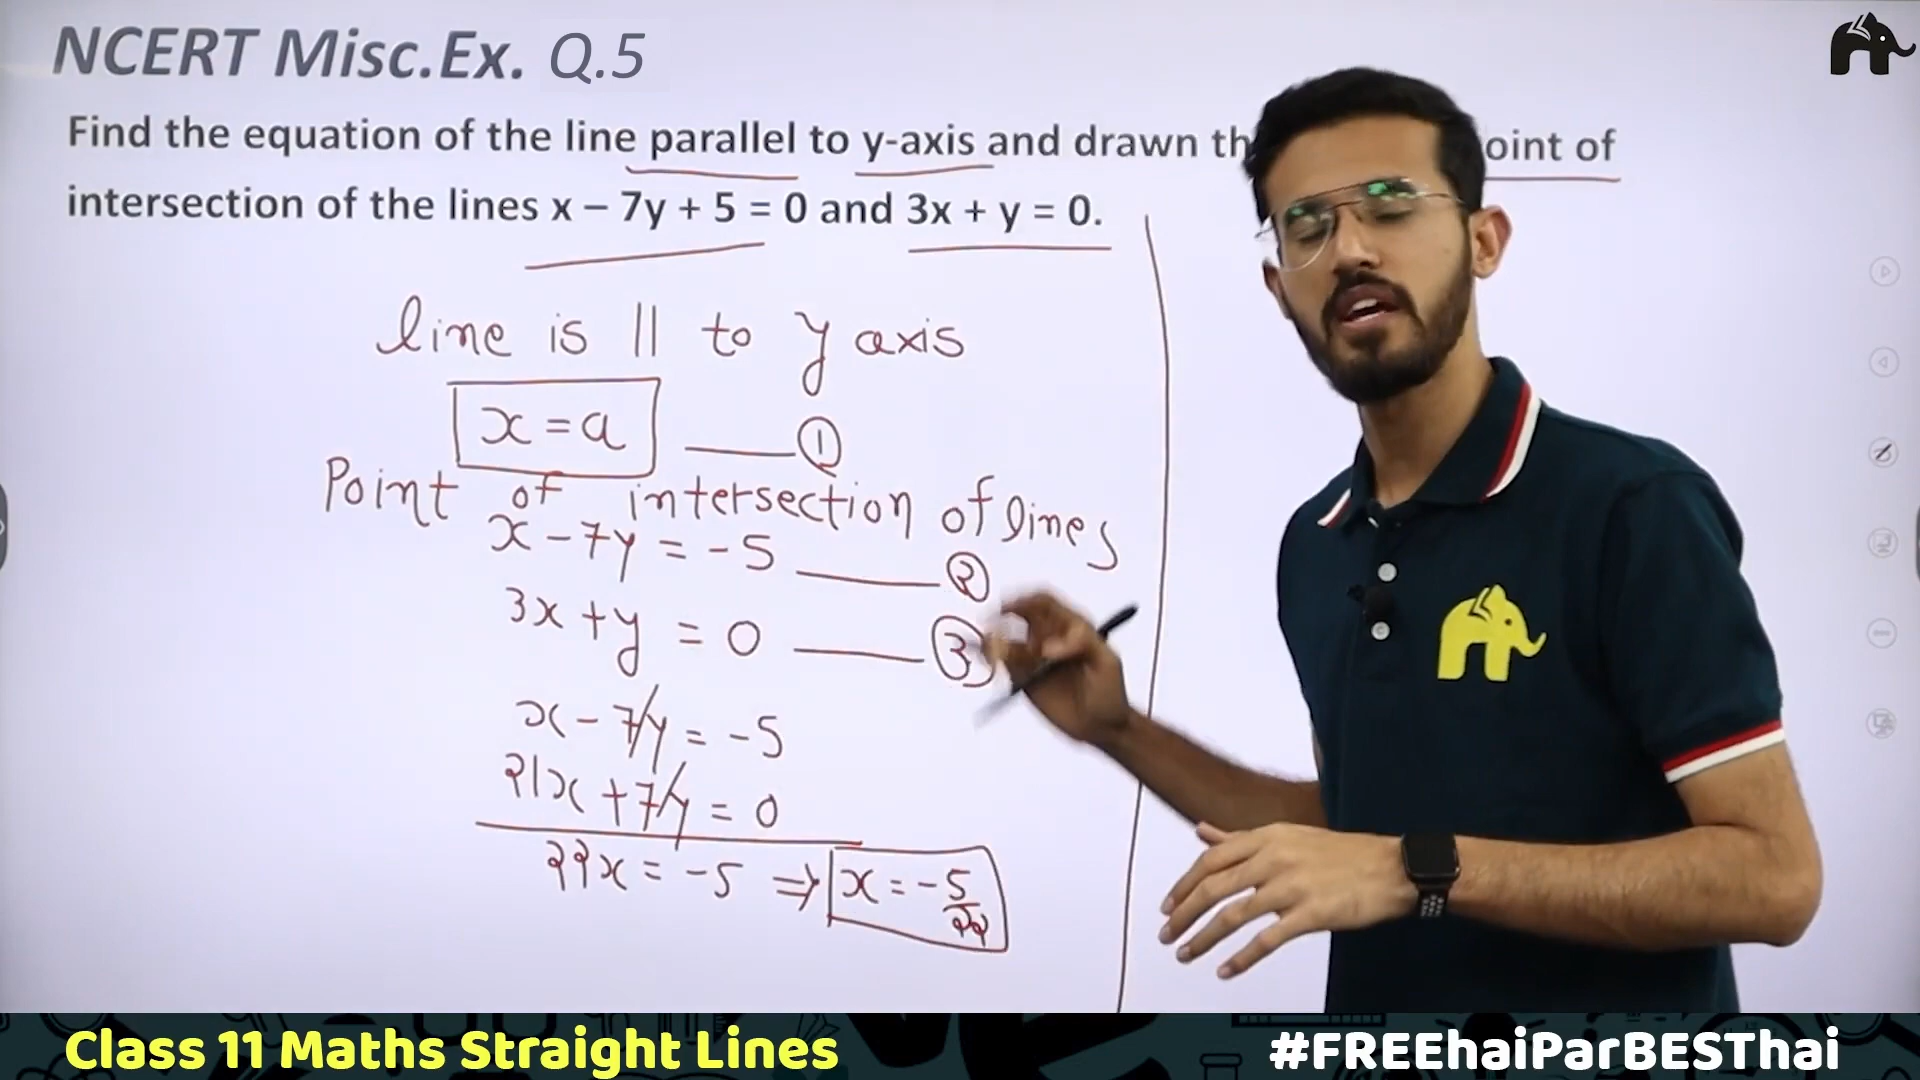 NCERT Misc.Ex. Q.5
Find the equation of the line parallel to y-axis and drawn th oint of
intersection of the lines x – 7y + 5 = 0 and 3x + y = 0.
line is || to y axis
x = a ——— ①
Point of intersection of lines
x - 7y = -5 ——— ②
3x + y = 0 ——— ③
x - 7y = -5
21x + 7y = 0
22x = -5 ⇒ x = -5/22
Class 11 Maths Straight Lines
#FREEhaiParBESThai